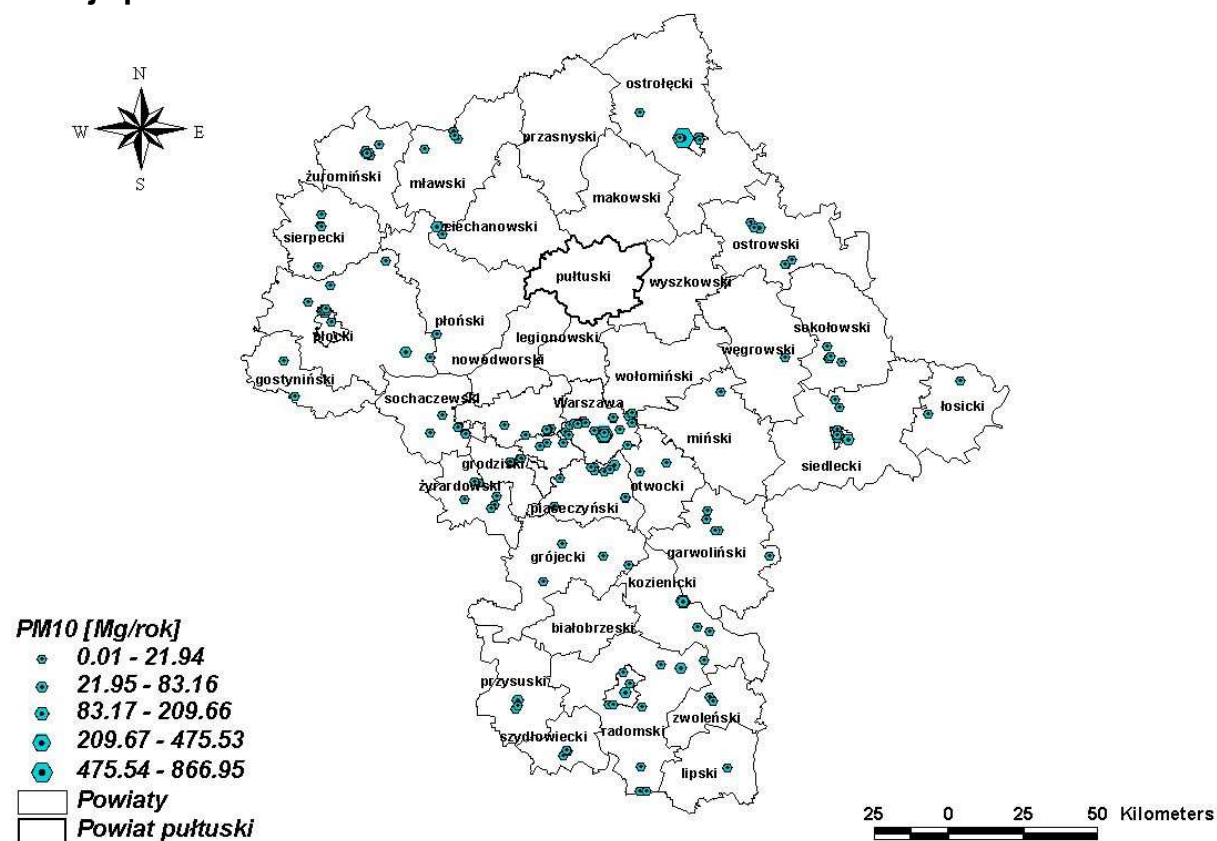 N
W E
S
ostrołęcki
przasnyski
żuromiński
mławski
makowski
ciechanowski
sierpecki
ostrowski
pułtuski
wyszkowski
płocki
płoński
legionowski
sokołowski
węgrowski
nowodworski
wołomiński
gostyniński
sochaczewski
Warszawa
łosicki
miński
siedlecki
grodziski
żyrardowski
otwocki
piaseczyński
grójecki
garwoliński
kozienicki
białobrzeski
przysuski
zwoleński
szydłowiecki
radomski
lipski
PM10 [Mg/rok]
0.01 - 21.94
21.95 - 83.16
83.17 - 209.66
209.67 - 475.53
475.54 - 866.95
Powiaty
Powiat pułtuski
25 0 25 50 Kilometers